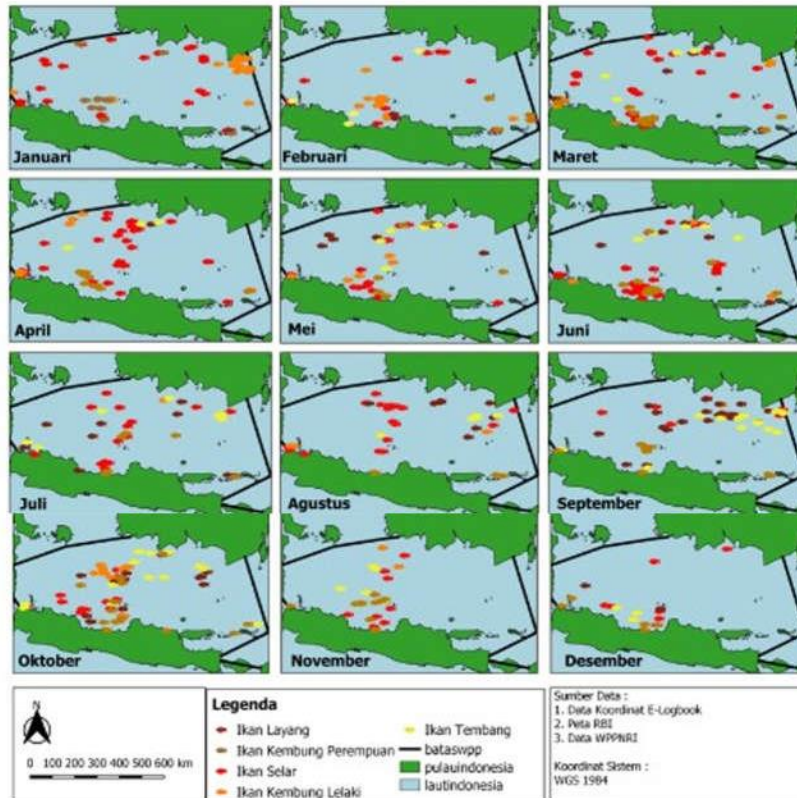 Januari
Februari
Maret
April
Mei
Juni
Juli
Agustus
September
Oktober
November
Desember
N
0 100 200 300 400 500 600 km
Legenda
Ikan Layang
Ikan Kembung Perempuan
Ikan Selar
Ikan Kembung Lelaki
Ikan Tembang
bataswpp
pulauindonesia
lautindonesia
Sumber Data :
1. Data Koordinat E-Logbook
2. Peta RBI
3. Data WPPNRI
Koordinat Sistem :
WGS 1984